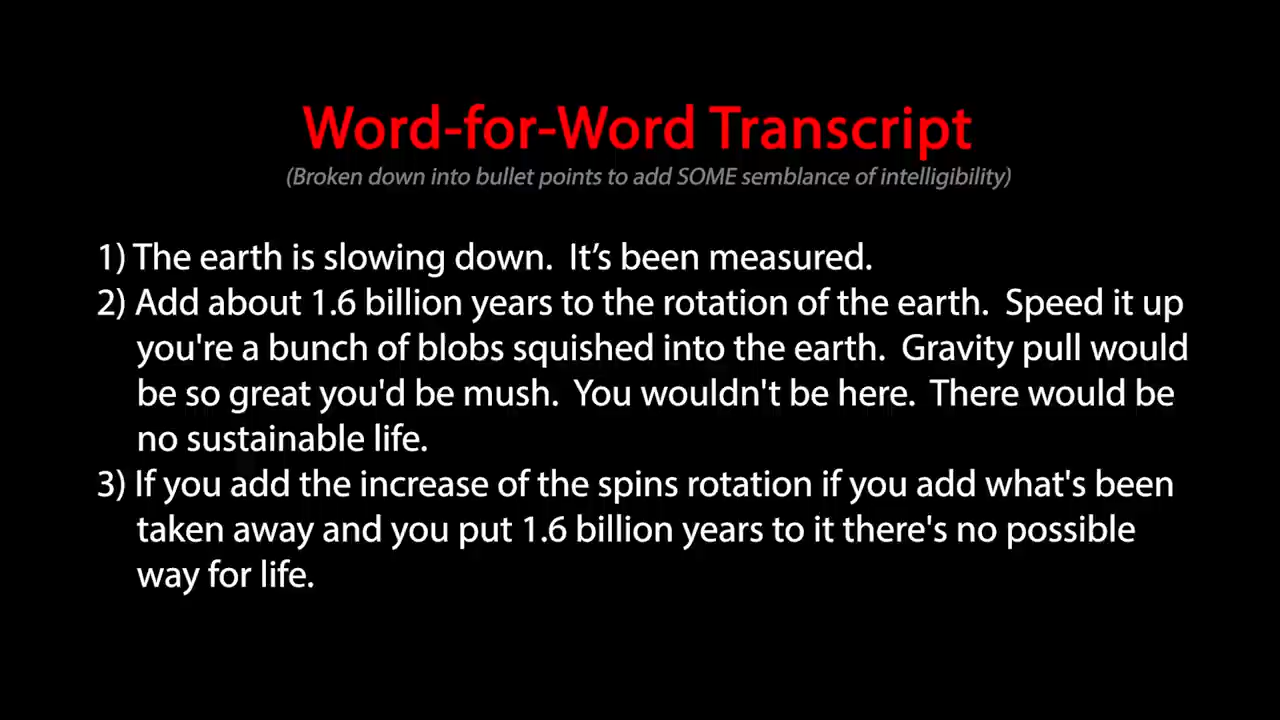 Word-for-Word Transcript
(Broken down into bullet points to add SOME semblance of intelligibility)
1) The earth is slowing down.  It’s been measured.
2) Add about 1.6 billion years to the rotation of the earth.  Speed it up
you're a bunch of blobs squished into the earth.  Gravity pull would
be so great you'd be mush.  You wouldn't be here.  There would be
no sustainable life.
3) If you add the increase of the spins rotation if you add what's been
taken away and you put 1.6 billion years to it there's no possible
way for life.